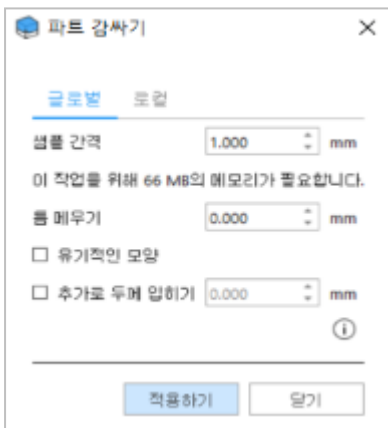 파트 감싸기
글로벌 로컬
샘플 간격 1.000 mm
이 작업을 위해 66 MB의 메모리가 필요합니다.
틈 메우기 0.000 mm
유기적인 모양
추가로 두께 입히기 0.000 mm
적용하기 닫기